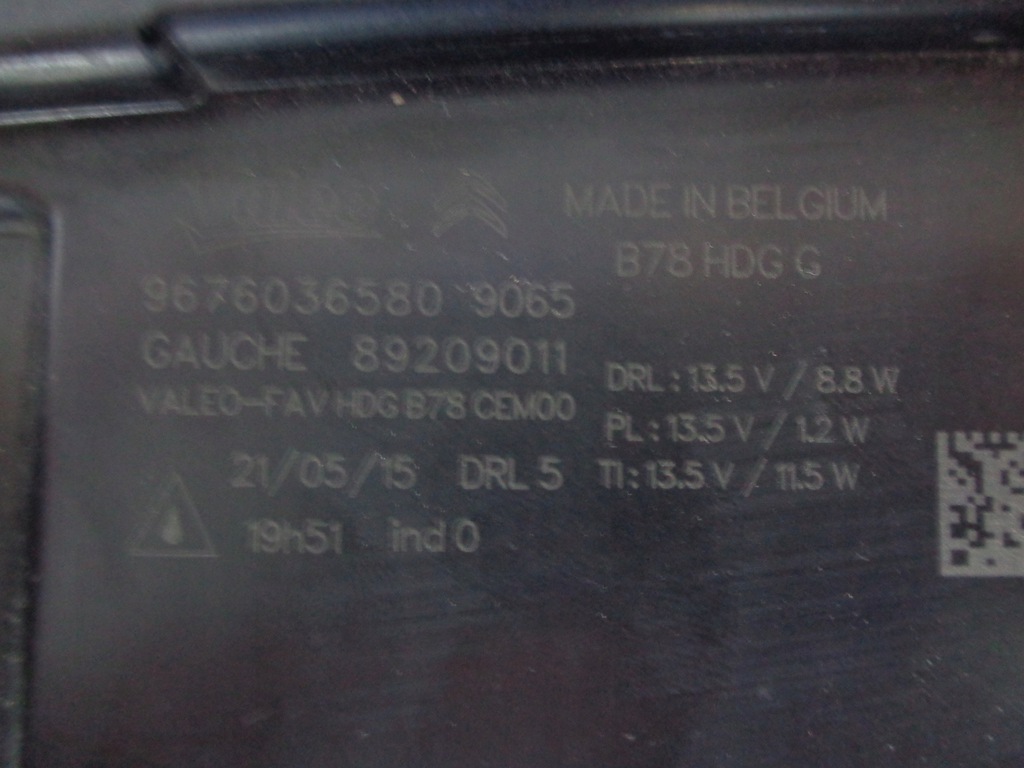 Valeo MADE IN BELGIUM
B78 HDG G
9676036580 9065
GAUCHE 89209011
VALEO-FAV HDG B78 CEM00
DRL : 13.5 V / 8.8 W
PL : 13.5 V / 1.2 W
21/05/15 DRL 5 TI : 13.5 V / 11.5 W
19h51 ind 0